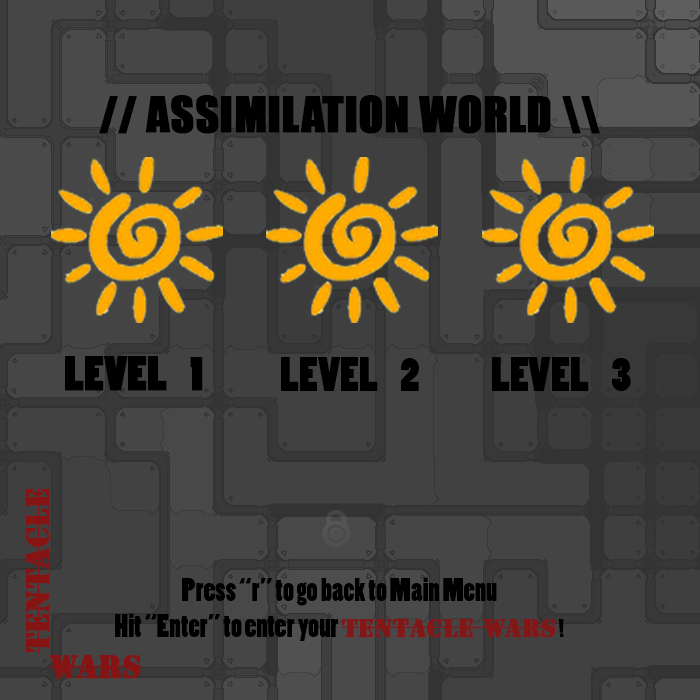 // ASSIMILATION WORLD \\
LEVEL 1
LEVEL 2
LEVEL 3
TENTACLE
WARS
Press “r” to go back to Main Menu
Hit “Enter” to enter your TENTACLE WARS!